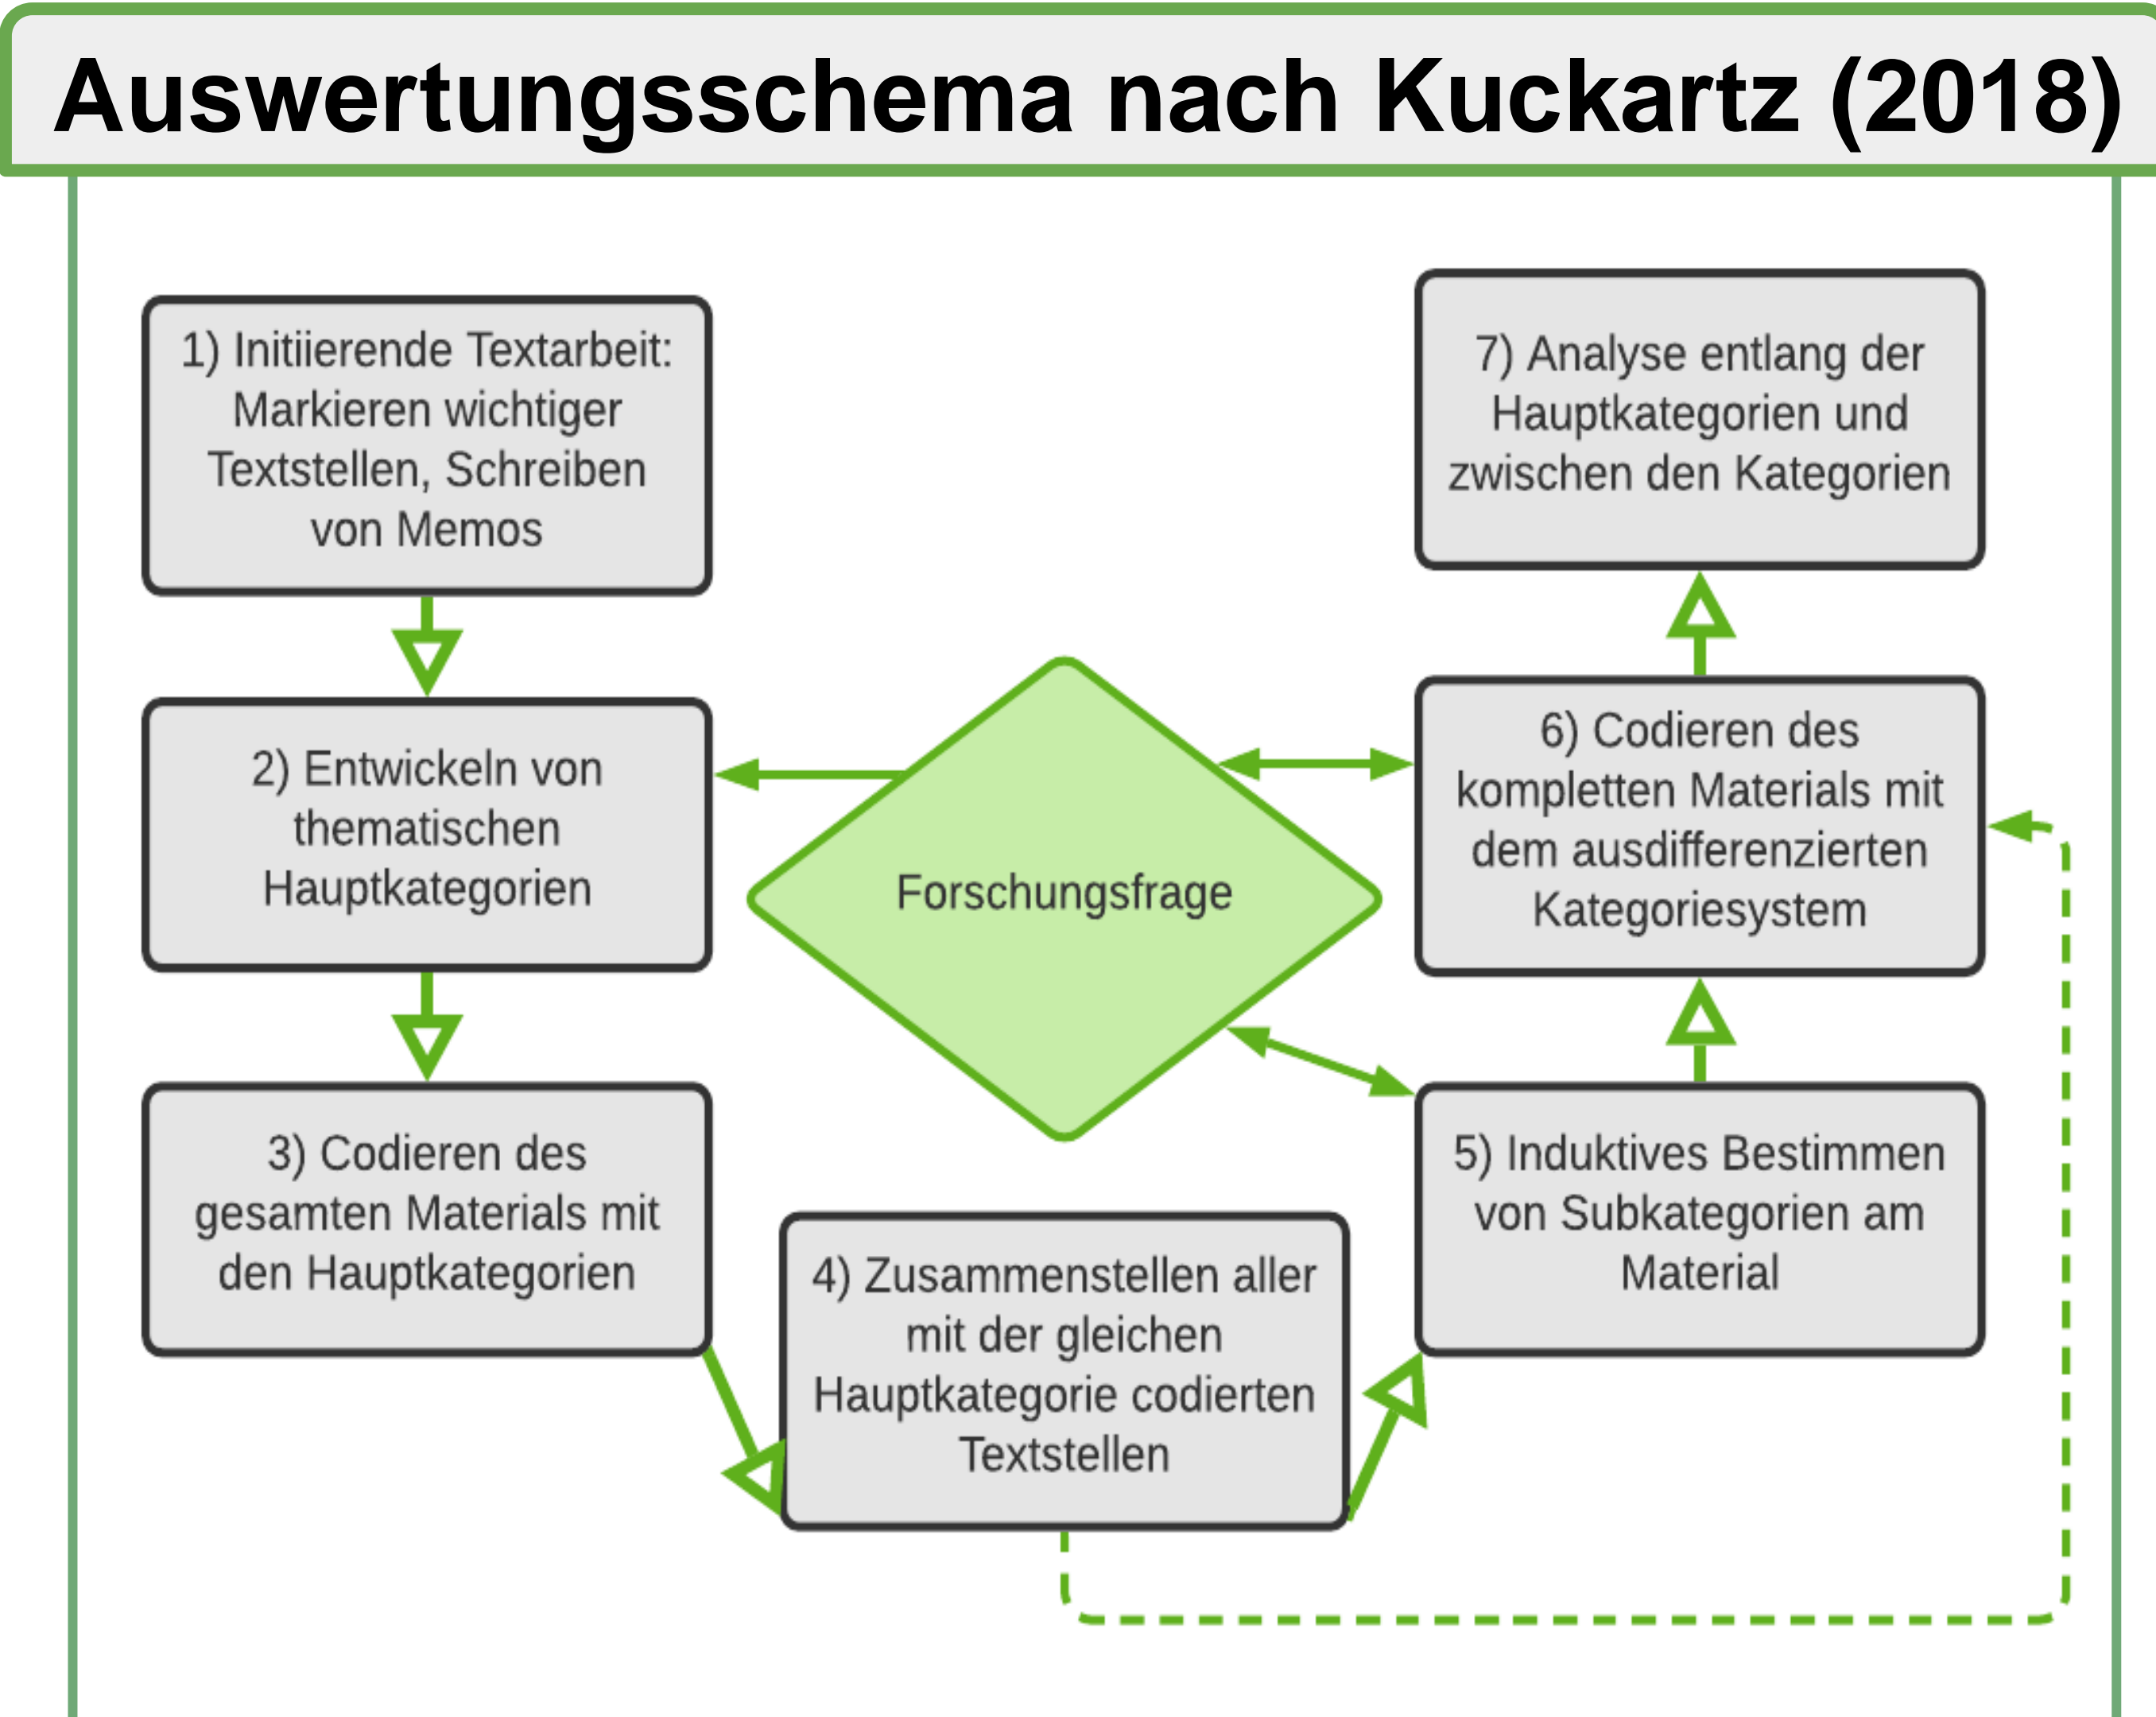 Auswertungsschema nach Kuckartz (2018)
1) Initiierende Textarbeit:
Markieren wichtiger
Textstellen, Schreiben
von Memos
2) Entwickeln von
thematischen
Hauptkategorien
3) Codieren des
gesamten Materials mit
den Hauptkategorien
4) Zusammenstellen aller
mit der gleichen
Hauptkategorie codierten
Textstellen
5) Induktives Bestimmen
von Subkategorien am
Material
6) Codieren des
kompletten Materials mit
dem ausdifferenzierten
Kategoriesystem
7) Analyse entlang der
Hauptkategorien und
zwischen den Kategorien
Forschungsfrage